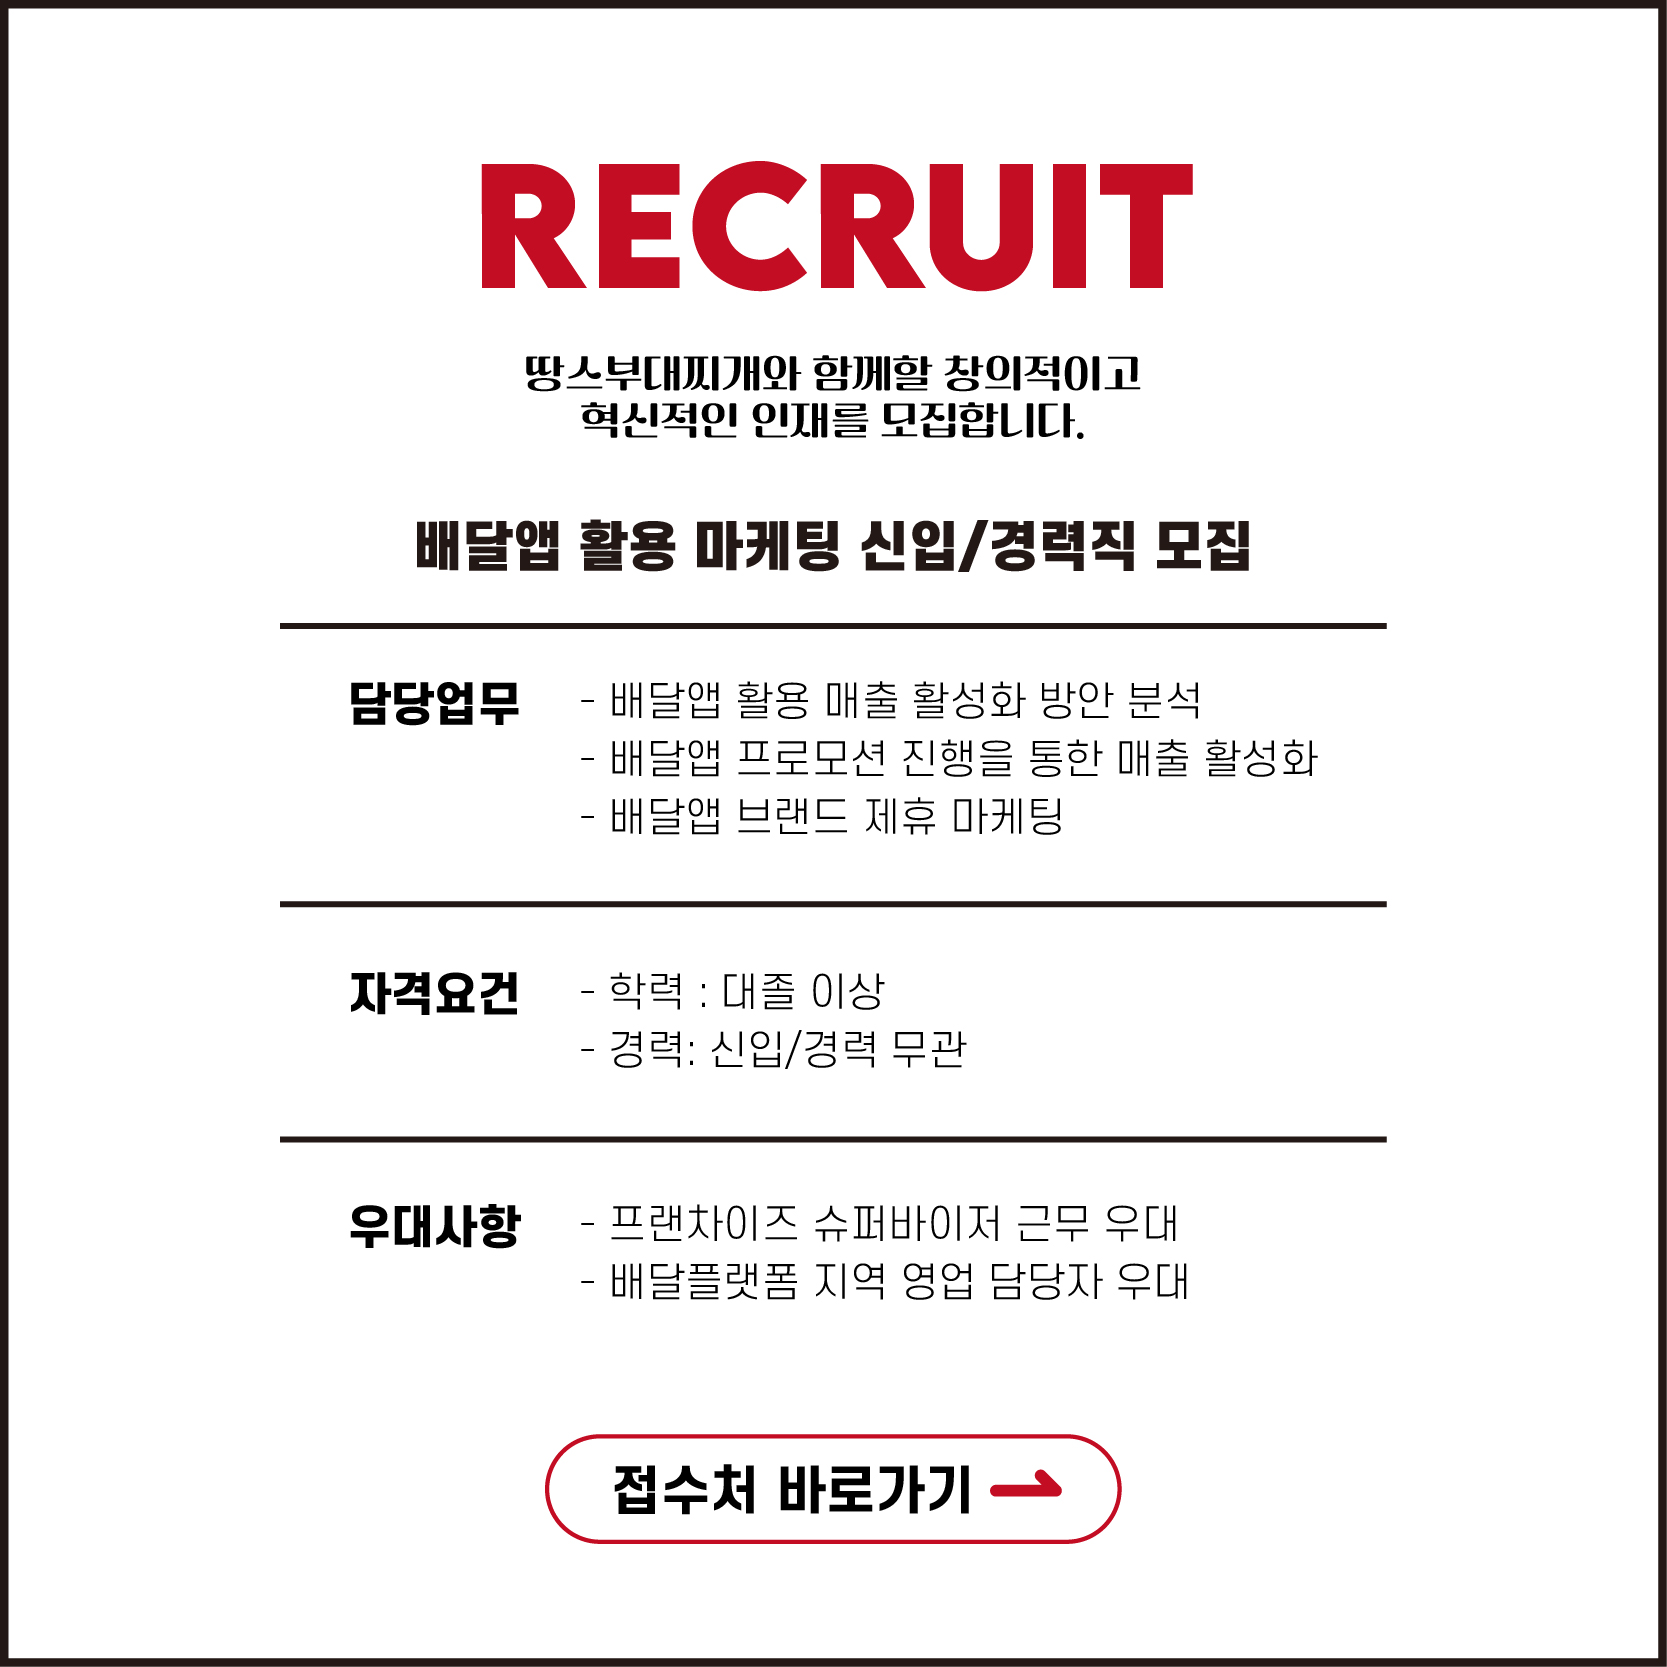 RECRUIT
땅스부대찌개와 함께할 창의적이고
혁신적인 인재를 모집합니다.
배달앱 활용 마케팅 신입/경력직 모집
담당업무
- 배달앱 활용 매출 활성화 방안 분석
- 배달앱 프로모션 진행을 통한 매출 활성화
- 배달앱 브랜드 제휴 마케팅
자격요건
- 학력 : 대졸 이상
- 경력: 신입/경력 무관
우대사항
- 프랜차이즈 슈퍼바이저 근무 우대
- 배달플랫폼 지역 영업 담당자 우대
접수처 바로가기